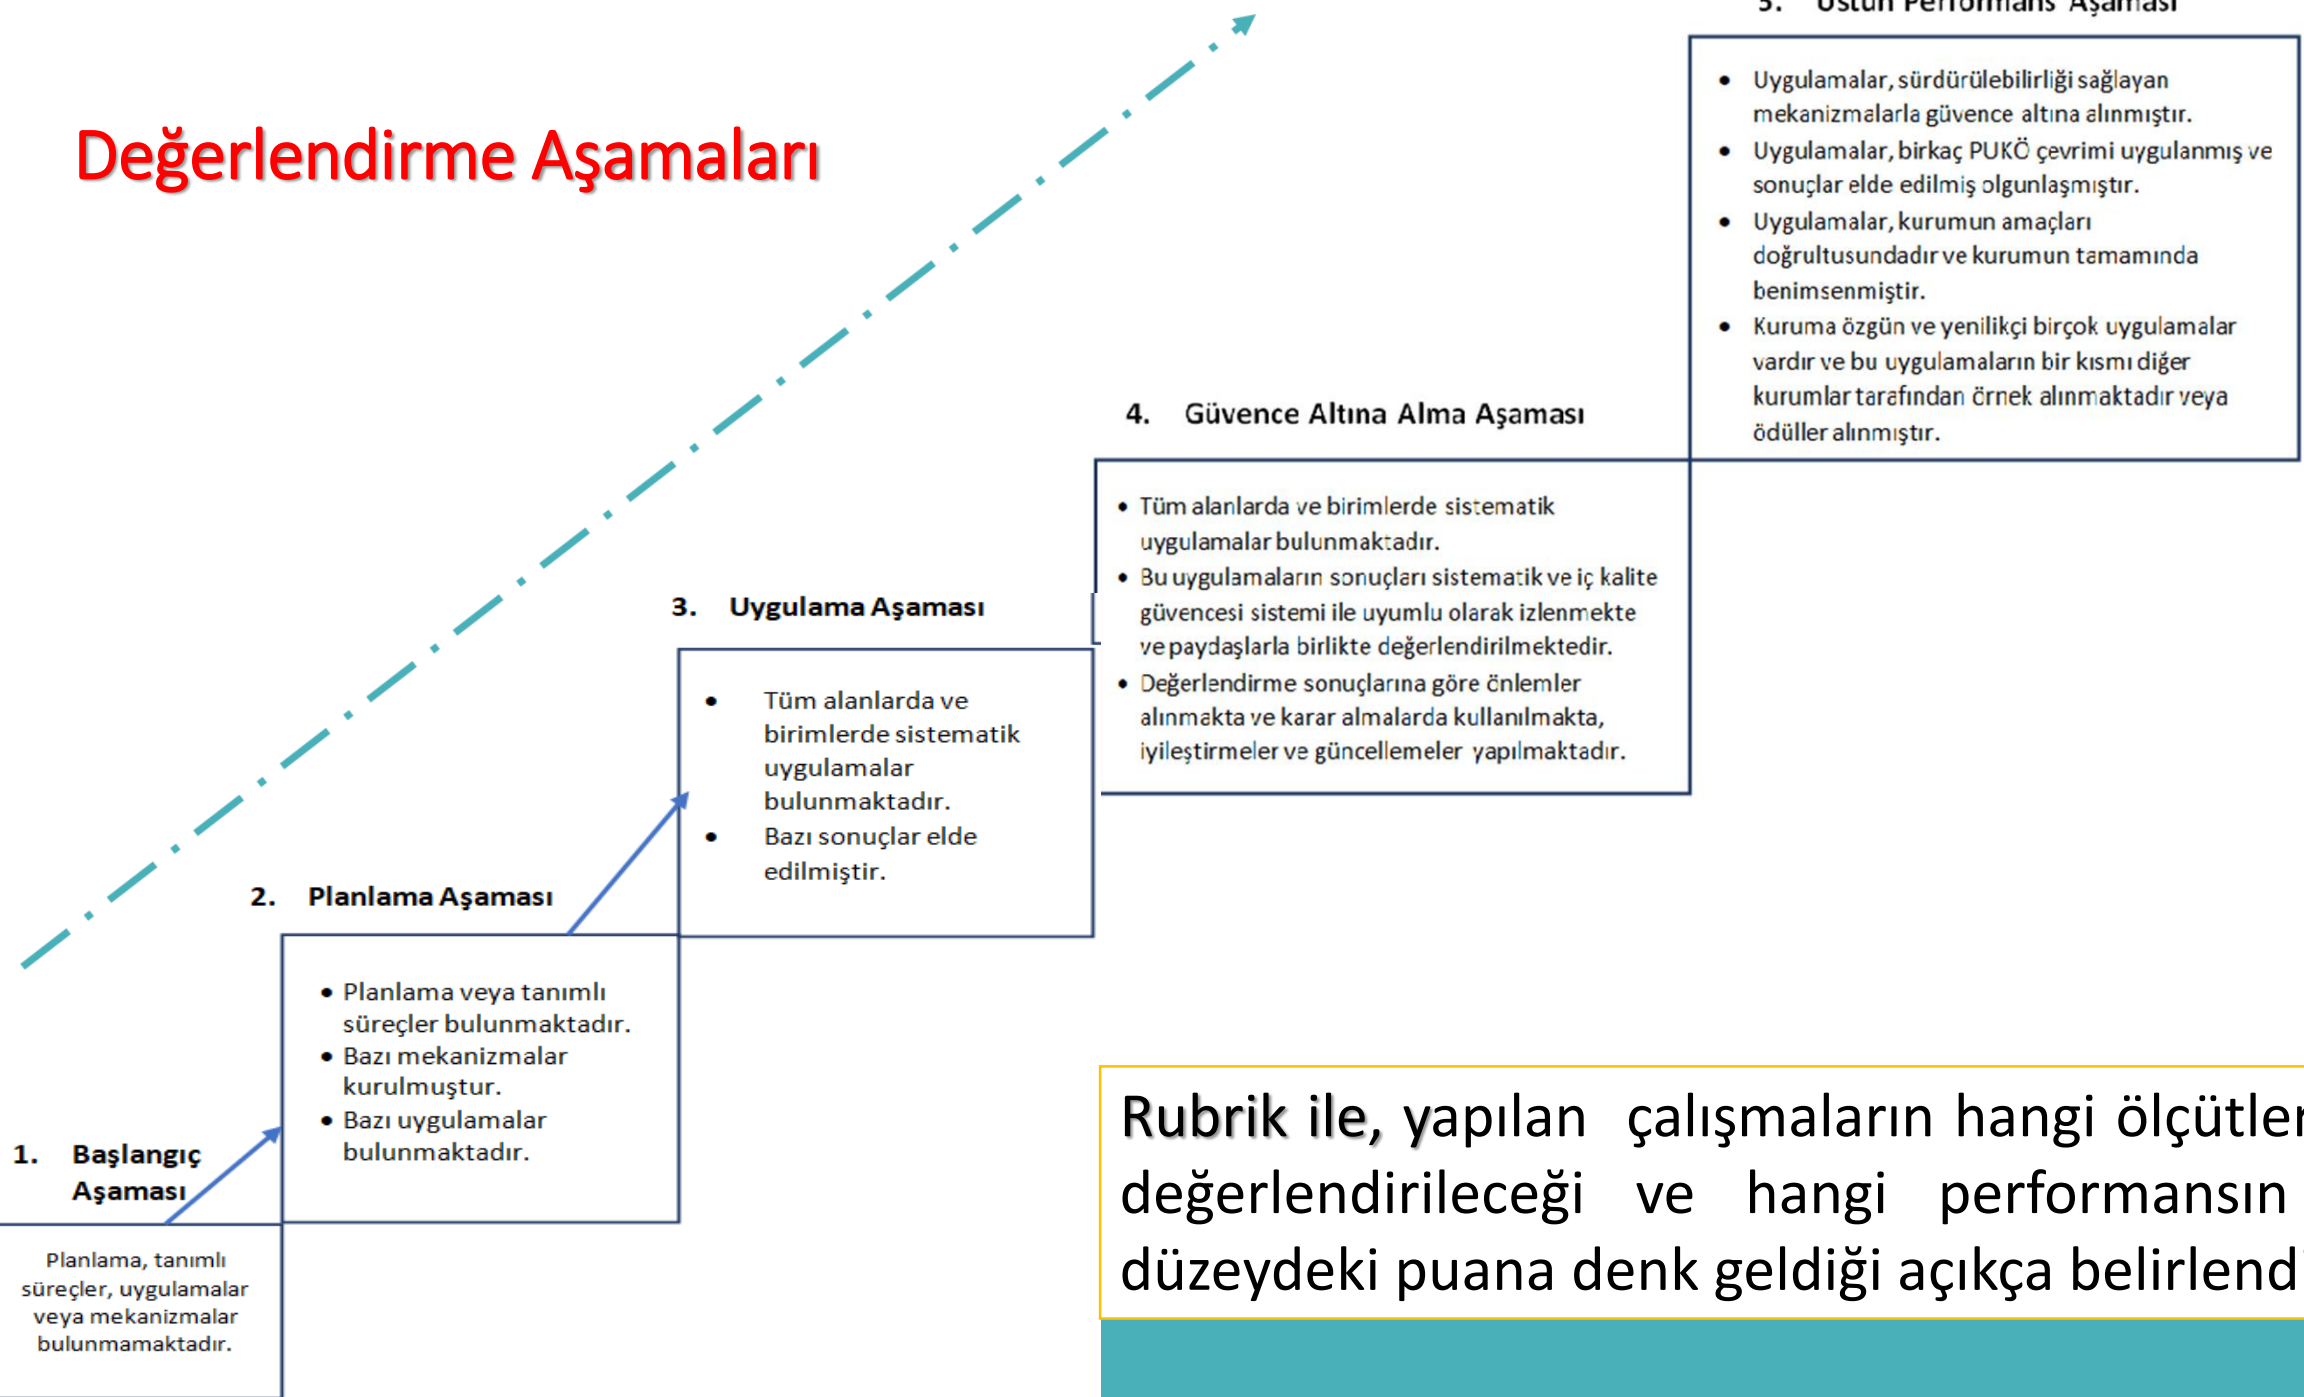 Değerlendirme Aşamaları
5. Üstün Performans Aşaması
• Uygulamalar, sürdürülebilirliği sağlayan
mekanizmalarla güvence altına alınmıştır.
• Uygulamalar, birkaç PUKÖ çevrimi uygulanmış ve
sonuçlar elde edilmiş olgunlaşmıştır.
• Uygulamalar, kurumun amaçları
doğrultusundadır ve kurumun tamamında
benimsenmiştir.
• Kuruma özgün ve yenilikçi birçok uygulamalar
vardır ve bu uygulamaların bir kısmı diğer
kurumlar tarafından örnek alınmaktadır veya
ödüller alınmıştır.
4. Güvence Altına Alma Aşaması
• Tüm alanlarda ve birimlerde sistematik
uygulamalar bulunmaktadır.
• Bu uygulamaların sonuçları sistematik ve iç kalite
güvencesi sistemi ile uyumlu olarak izlenmekte
ve paydaşlarla birlikte değerlendirilmektedir.
• Değerlendirme sonuçlarına göre önlemler
alınmakta ve karar almalarda kullanılmakta,
iyileştirmeler ve güncellemeler yapılmaktadır.
3. Uygulama Aşaması
• Tüm alanlarda ve
birimlerde sistematik
uygulamalar
bulunmaktadır.
• Bazı sonuçlar elde
edilmiştir.
2. Planlama Aşaması
• Planlama veya tanımlı
süreçler bulunmaktadır.
• Bazı mekanizmalar
kurulmuştur.
• Bazı uygulamalar
bulunmaktadır.
1. Başlangıç
Aşaması
Planlama, tanımlı
süreçler, uygulamalar
veya mekanizmalar
bulunmamaktadır.
Rubrik ile, yapılan çalışmaların hangi
değerlendirileceği ve hangi performansın
düzeydeki puana denk geldiği açıkça